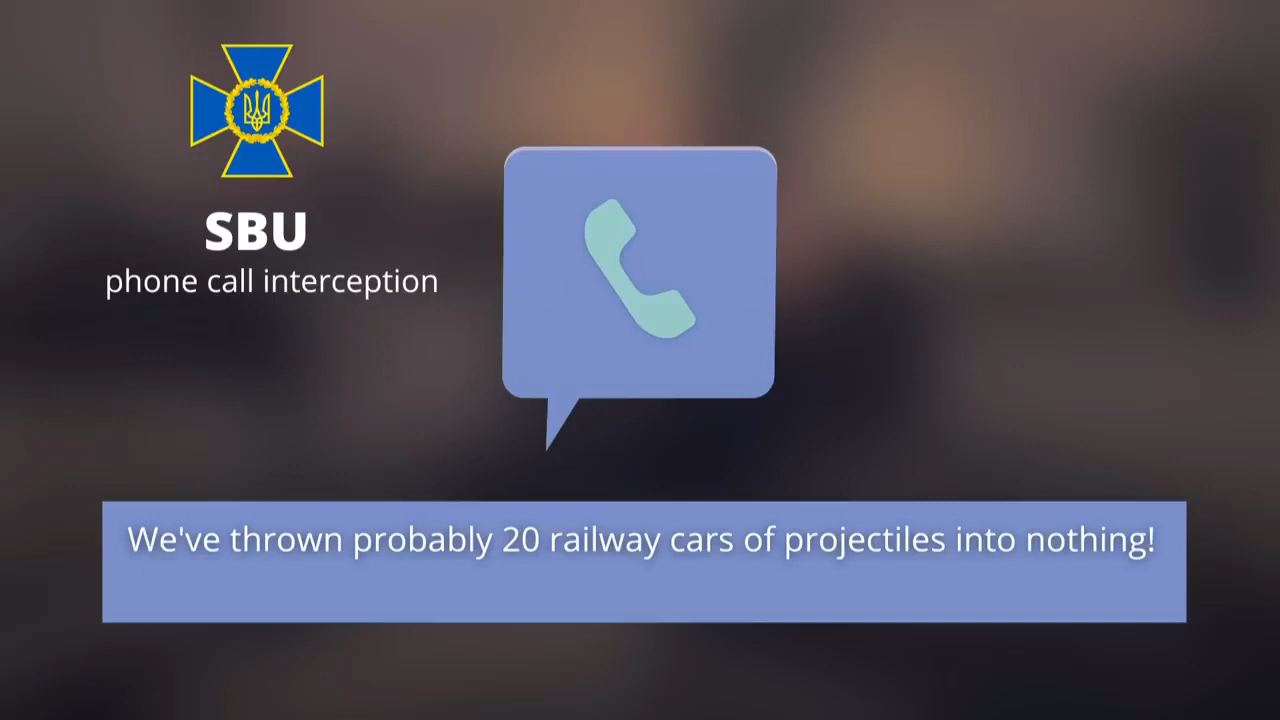 SBU
phone call interception
We've thrown probably 20 railway cars of projectiles into nothing!